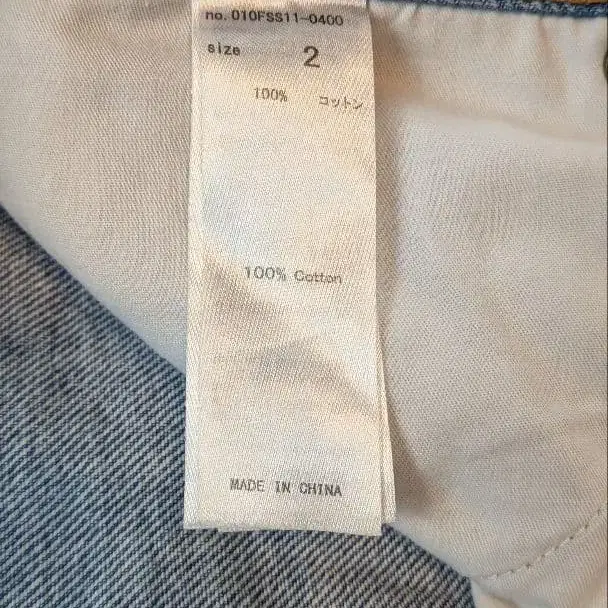 no. 010FSS11-0400
size 2
100% コットン
100% Cotton
MADE IN CHINA